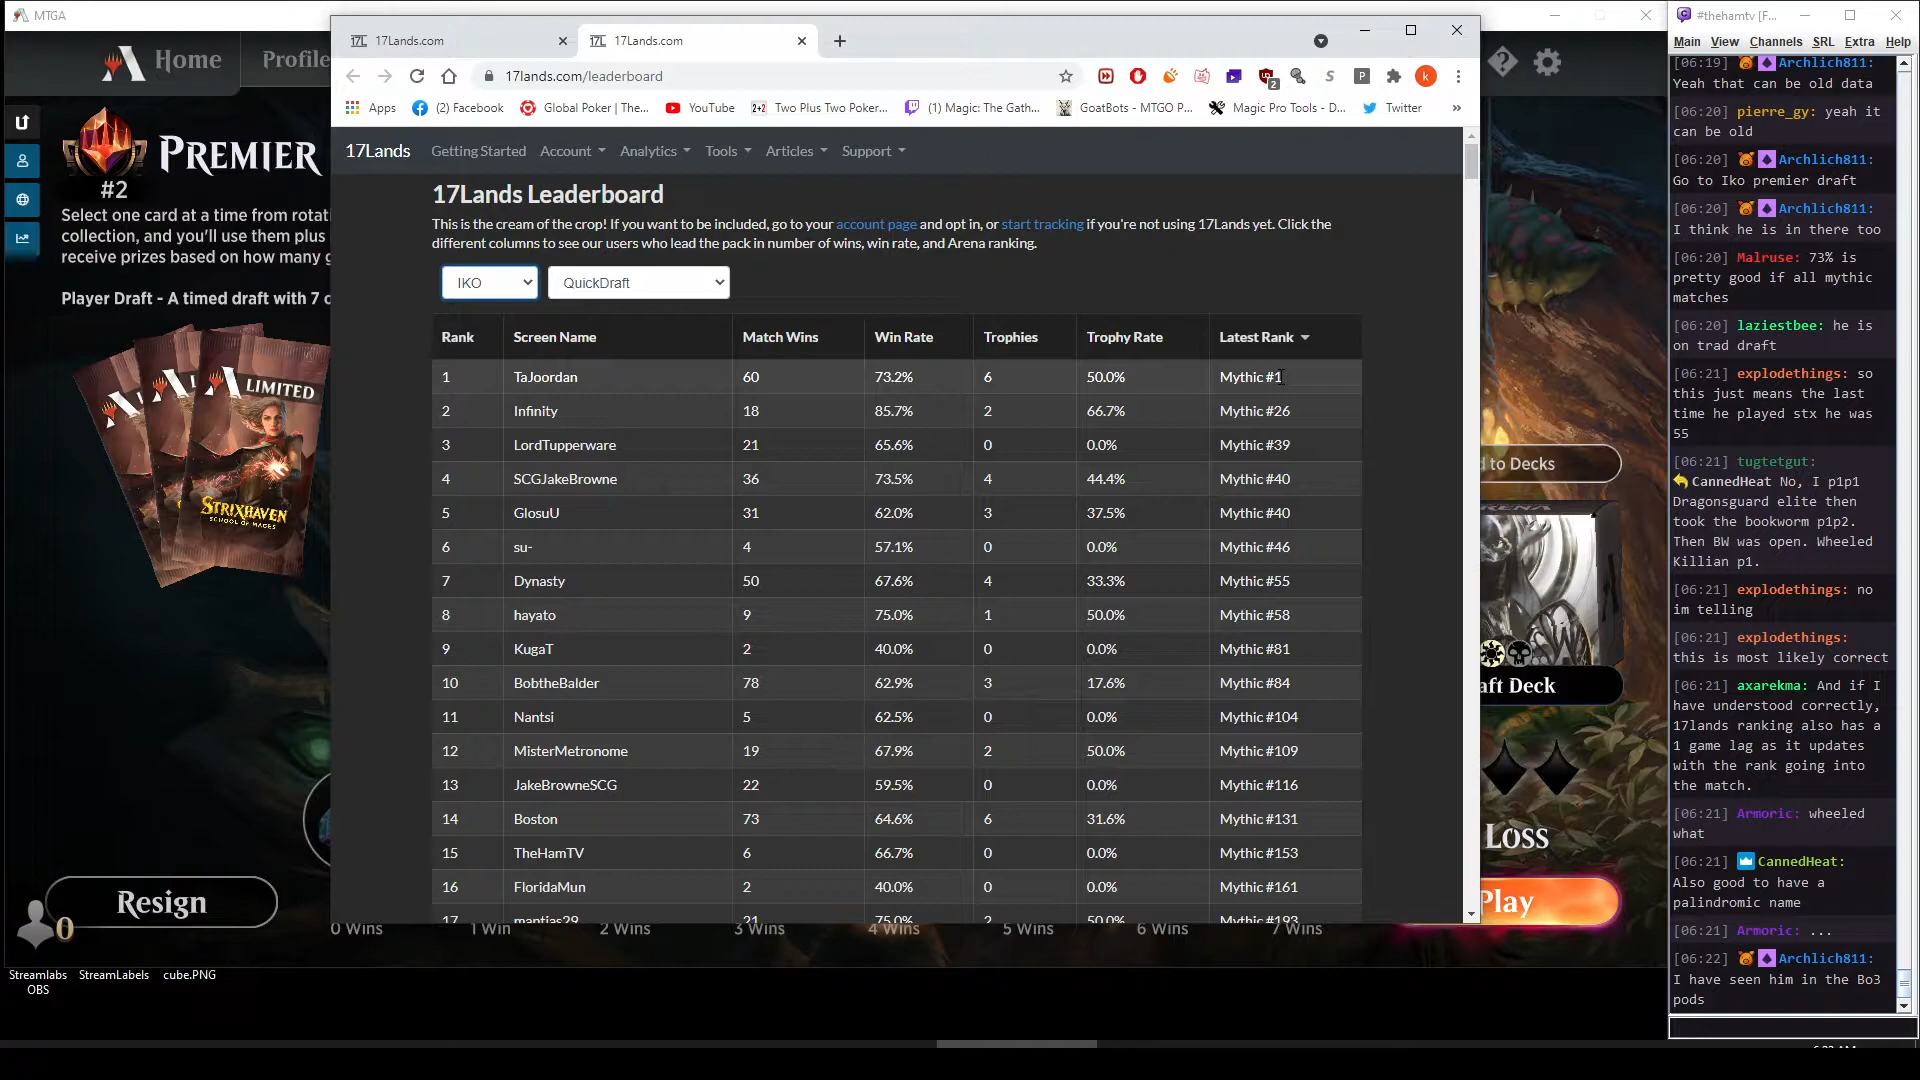 MTGA
Home
Profile
PREMIER
#2
Select one card at a time from rotati
collection, and you'll use them plus
receive prizes based on how many g
Player Draft - A timed draft with 7 o
LIMITED
STRIXHAVEN
SCHOOL OF MAGES
Resign
0
Streamlabs OBS
StreamLabels
cube.PNG
17Lands.com
17Lands.com
17lands.com/leaderboard
Apps
(2) Facebook
Global Poker | The...
YouTube
Two Plus Two Poker...
(1) Magic: The Gath...
GoatBots - MTGO P...
Magic Pro Tools - D...
Twitter
»
17Lands Getting Started Account Analytics Tools Articles Support
17Lands Leaderboard
This is the cream of the crop! If you want to be included, go to your account page and opt in, or start tracking if you're not using 17Lands yet. Click the
different columns to see our users who lead the pack in number of wins, win rate, and Arena ranking.
IKO QuickDraft
Rank Screen Name Match Wins Win Rate Trophies Trophy Rate Latest Rank
1 TaJoordan 60 73.2% 6 50.0% Mythic #1
2 Infinity 18 85.7% 2 66.7% Mythic #26
3 LordTupperware 21 65.6% 0 0.0% Mythic #39
4 SCGJakeBrowne 36 73.5% 4 44.4% Mythic #40
5 GlosuU 31 62.0% 3 37.5% Mythic #40
6 su- 4 57.1% 0 0.0% Mythic #46
7 Dynasty 50 67.6% 4 33.3% Mythic #55
8 hayato 9 75.0% 1 50.0% Mythic #58
9 KugaT 2 40.0% 0 0.0% Mythic #81
10 BobtheBalder 78 62.9% 3 17.6% Mythic #84
11 Nantsi 5 62.5% 0 0.0% Mythic #104
12 MisterMetronome 19 67.9% 2 50.0% Mythic #109
13 JakeBrowneSCG 22 59.5% 0 0.0% Mythic #116
14 Boston 73 64.6% 6 31.6% Mythic #131
15 TheHamTV 6 66.7% 0 0.0% Mythic #153
16 FloridaMun 2 40.0% 0 0.0% Mythic #161
17 mantias29 21 75.0% 2 50.0% Mythic #193
0 Wins 1 Win 2 Wins 3 Wins 4 Wins 5 Wins 6 Wins 7 Wins
d to Decks
aft Deck
Loss
Play
#thehamtv [F...
Main View Channels SRL Extra Help
[06:19] Archlich811:
Yeah that can be old data
[06:20] pierre_gy: yeah it
can be old
[06:20] Archlich811:
Go to Iko premier draft
[06:20] Archlich811:
I think he is in there too
[06:20] Malruse: 73% is
pretty good if all mythic
matches
[06:20] laziestbee: he is
on trad draft
[06:21] explodethings: so
this just means the last
time he played stx he was
55
[06:21] tugtetgut:
CannedHeat No, I p1p1
Dragonsguard elite then
took the bookworm p1p2.
Then BW was open. Wheeled
Killian p1.
[06:21] explodethings: no
im telling
[06:21] explodethings:
this is most likely correct
[06:21] axarekma: And if I
have understood correctly,
17lands ranking also has a
1 game lag as it updates
with the rank going into
the match.
[06:21] Armoric: wheeled
what
[06:21] CannedHeat:
Also good to have a
palindromic name
[06:21] Armoric: ...
[06:22] Archlich811:
I have seen him in the Bo3
pods